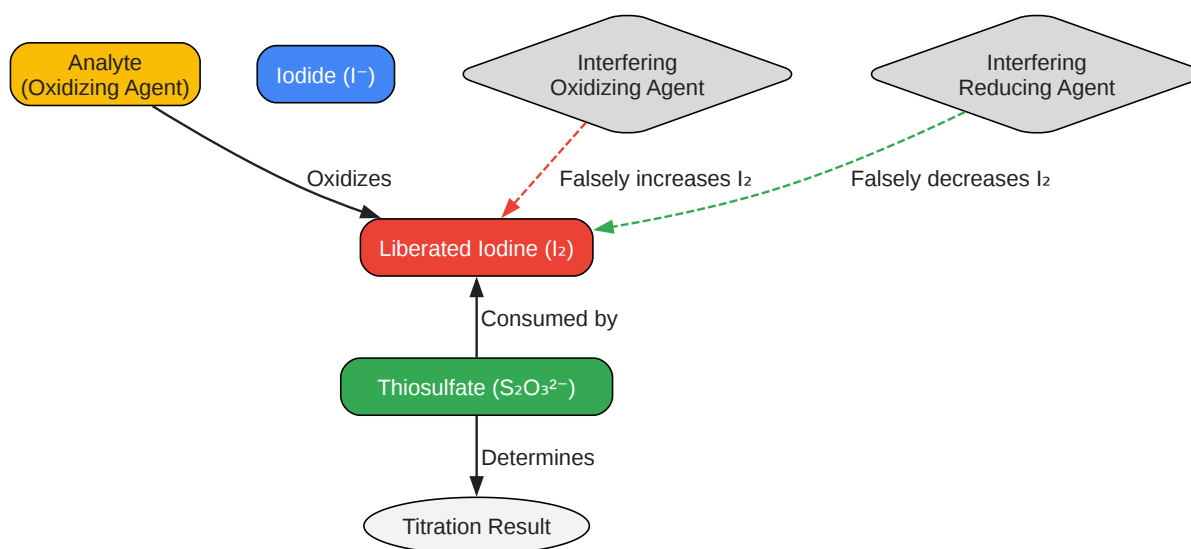 Analyte
(Oxidizing Agent)
Iodide (I⁻)
Interfering
Oxidizing Agent
Interfering
Reducing Agent
Oxidizes
Falsely increases I₂
Falsely decreases I₂
Liberated Iodine (I₂)
Consumed by
Thiosulfate (S₂O₃²⁻)
Determines
Titration Result